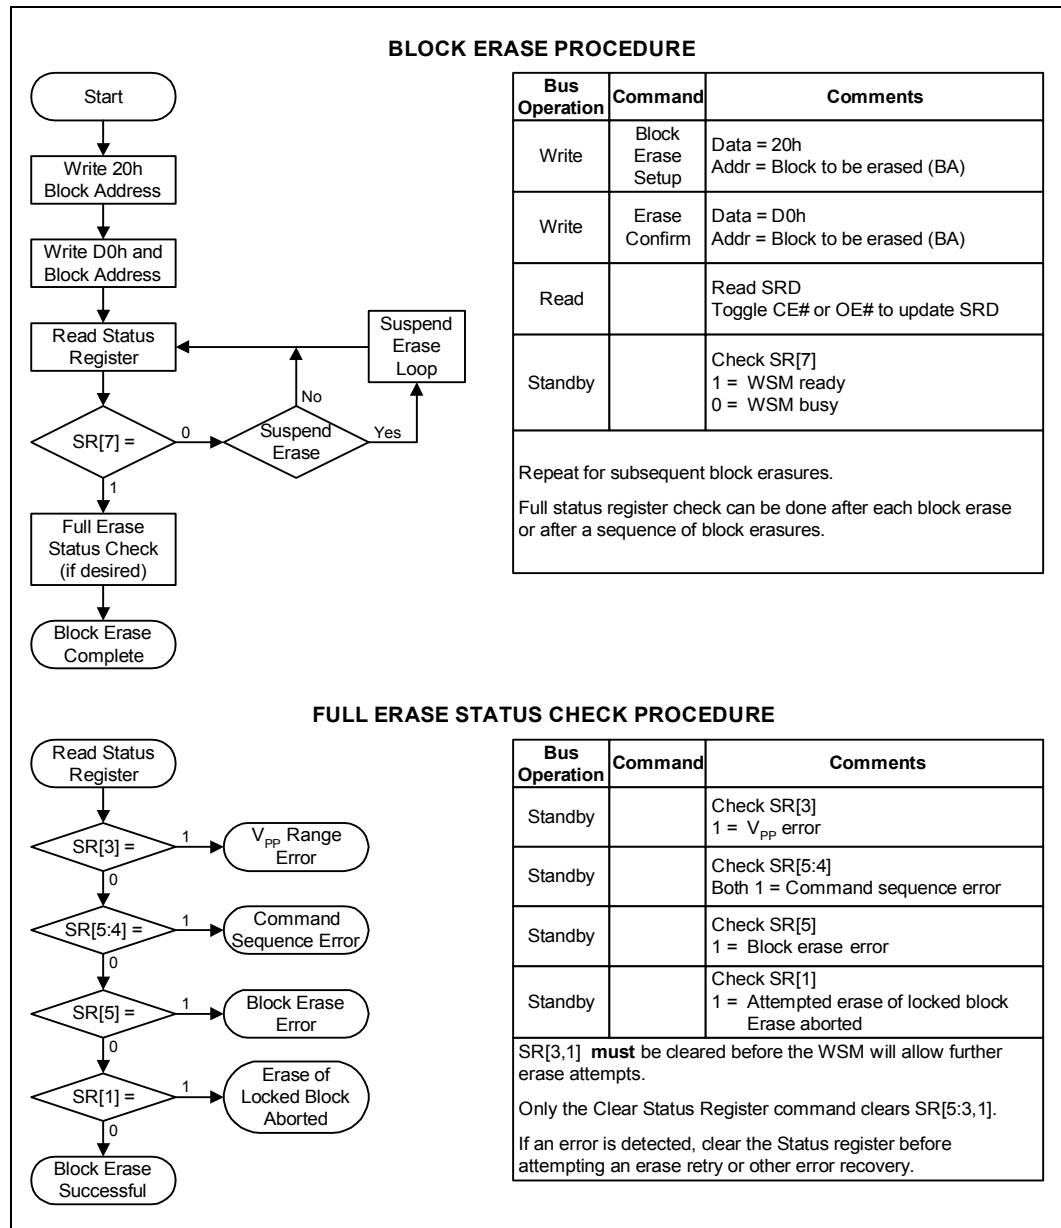 BLOCK ERASE PROCEDURE
Start
Write 20h
Block Address
Write D0h and
Block Address
Read Status
Register
Suspend
Erase
Loop
No
SR[7] =
0
Suspend
Erase
Yes
1
Full Erase
Status Check
(if desired)
Block Erase
Complete
Bus
Operation
Command
Comments
Write
Block
Erase
Setup
Data = 20h
Addr = Block to be erased (BA)
Write
Erase
Confirm
Data = D0h
Addr = Block to be erased (BA)
Read
Read SRD
Toggle CE# or OE# to update SRD
Standby
Check SR[7]
1 = WSM ready
0 = WSM busy
Repeat for subsequent block erasures.
Full status register check can be done after each block erase
or after a sequence of block erasures.
FULL ERASE STATUS CHECK PROCEDURE
Read Status
Register
SR[3] =
1
VPP Range
Error
0
SR[5:4] =
1
Command
Sequence Error
0
SR[5] =
1
Block Erase
Error
0
SR[1] =
1
Erase of
Locked Block
Aborted
0
Block Erase
Successful
Bus
Operation
Command
Comments
Standby
Check SR[3]
1 = VPP error
Standby
Check SR[5:4]
Both 1 = Command sequence error
Standby
Check SR[5]
1 = Block erase error
Standby
Check SR[1]
1 = Attempted erase of locked block
Erase aborted
SR[3,1] must be cleared before the WSM will allow further
erase attempts.
Only the Clear Status Register command clears SR[5:3,1].
If an error is detected, clear the Status register before
attempting an erase retry or other error recovery.